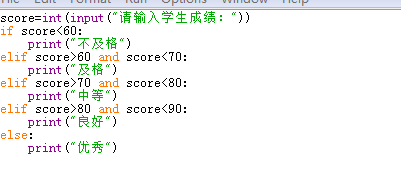 File Edit Format Run Options Window Help
score=int(input("请输入学生成绩："))
if score<60:
    print("不及格")
elif score>60 and score<70:
    print("及格")
elif score>70 and score<80:
    print("中等")
elif score>80 and score<90:
    print("良好")
else:
    print("优秀")